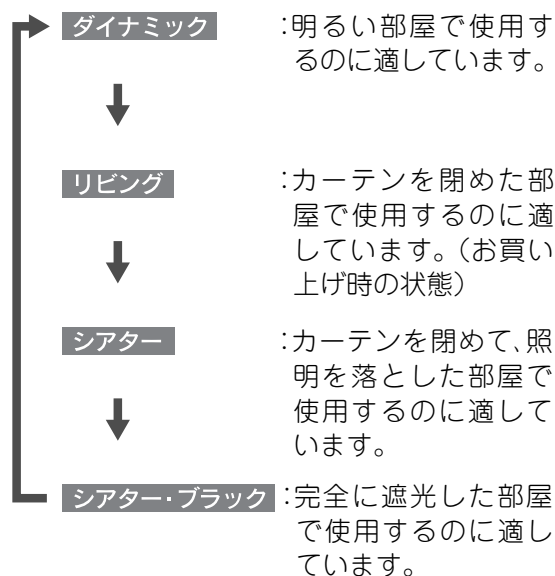 ダイナミック :明るい部屋で使用す
るのに適しています。
リビング :カーテンを閉めた部
屋で使用するのに適
しています。(お買い
上げ時の状態)
シアター :カーテンを閉めて、照
明を落とした部屋で
使用するのに適して
います。
シアター・ブラック :完全に遮光した部屋
で使用するのに適し
ています。